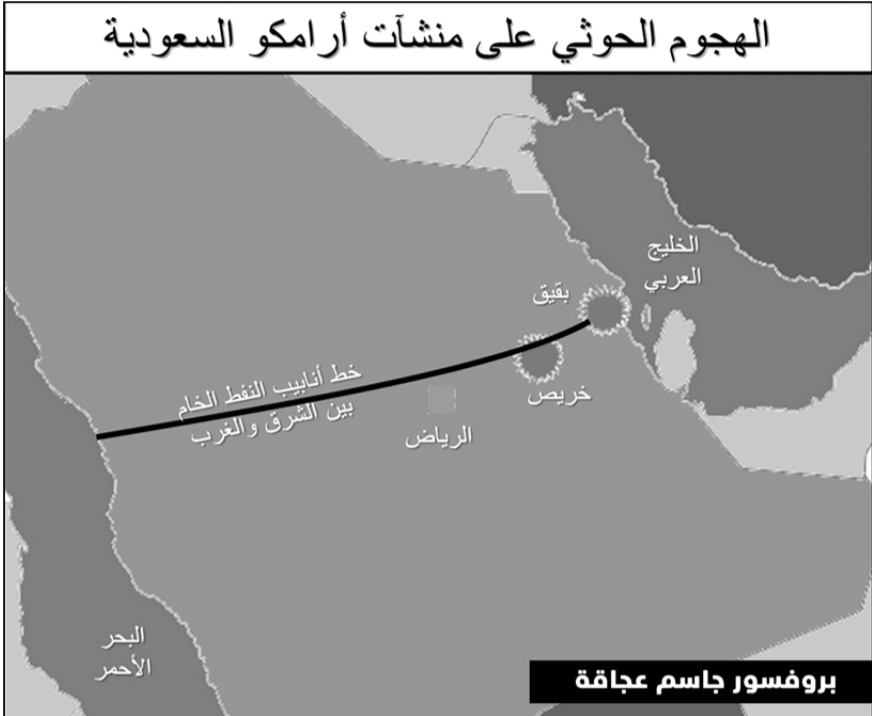 الهجوم الحوثي على منشآت أرامكو السعودية
الخليج
العربي
بقيق
خريص
خط أنابيب النفط الخام
بين الشرق والغرب
الرياض
البحر
الأحمر
بروفسور جاسم عجاقة